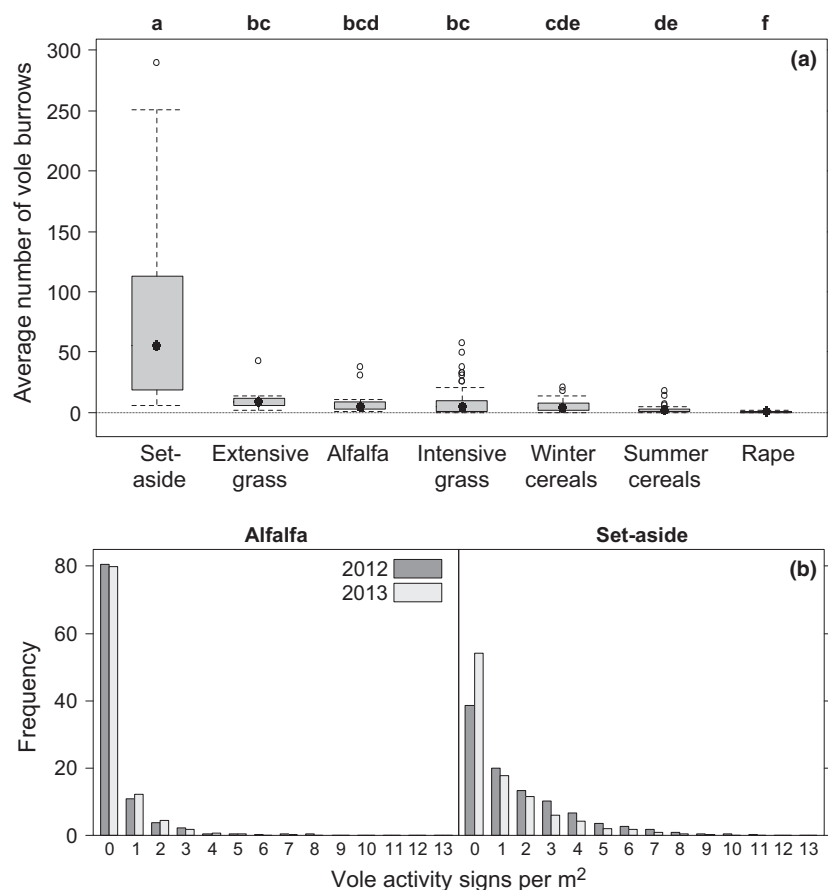 a bc bcd bc cde de f
(a)
Average number of vole burrows
300
250
200
150
100
50
0
Set-aside
Extensive grass
Alfalfa
Intensive grass
Winter cereals
Summer cereals
Rape
Alfalfa
Set-aside
(b)
2012
2013
Frequency
80
60
40
20
0
0 1 2 3 4 5 6 7 8 9 10 11 12 13
0 1 2 3 4 5 6 7 8 9 10 11 12 13
Vole activity signs per m2